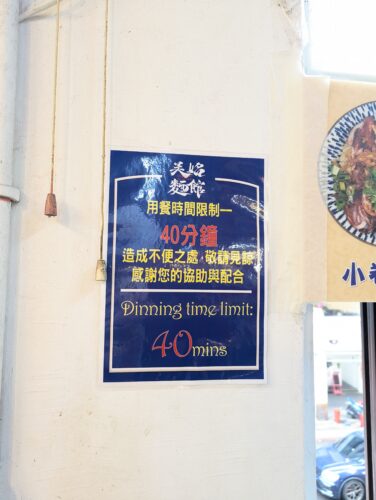 美姑
麵館
用餐時間限制一
40分鐘
造成不便之處,敬請見諒
感謝您的協助與配合
Dinning time limit:
40mins
小卷